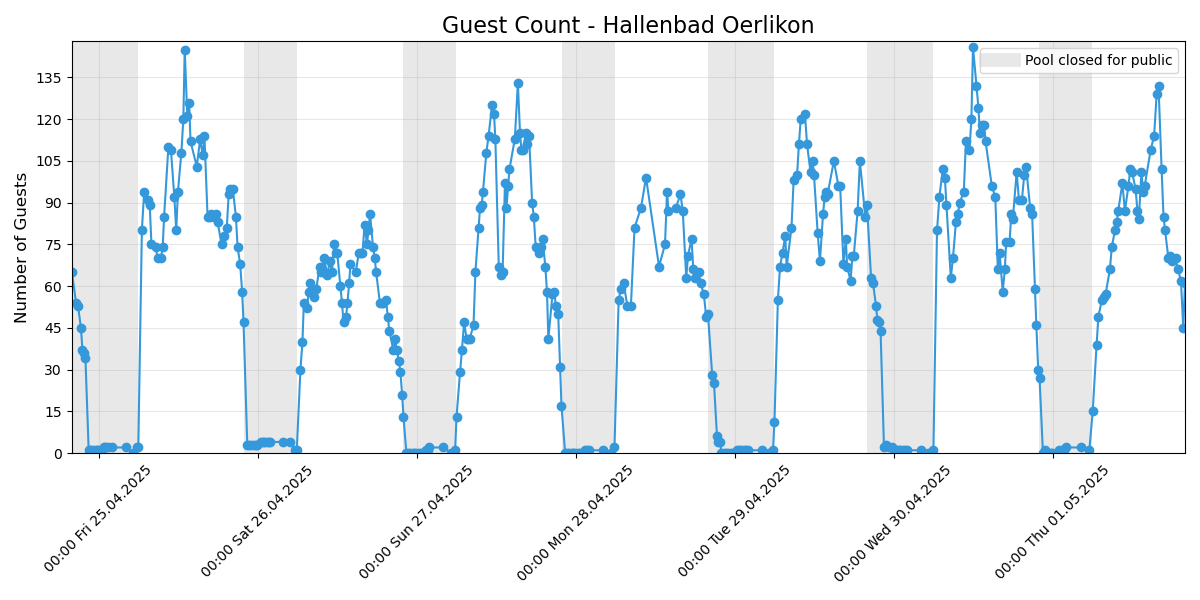 Guest Count - Hallenbad Oerlikon
Pool closed for public
Number of Guests
135
120
105
90
75
60
45
30
15
0
00:00 Fri 25.04.2025
00:00 Sat 26.04.2025
00:00 Sun 27.04.2025
00:00 Mon 28.04.2025
00:00 Tue 29.04.2025
00:00 Wed 30.04.2025
00:00 Thu 01.05.2025